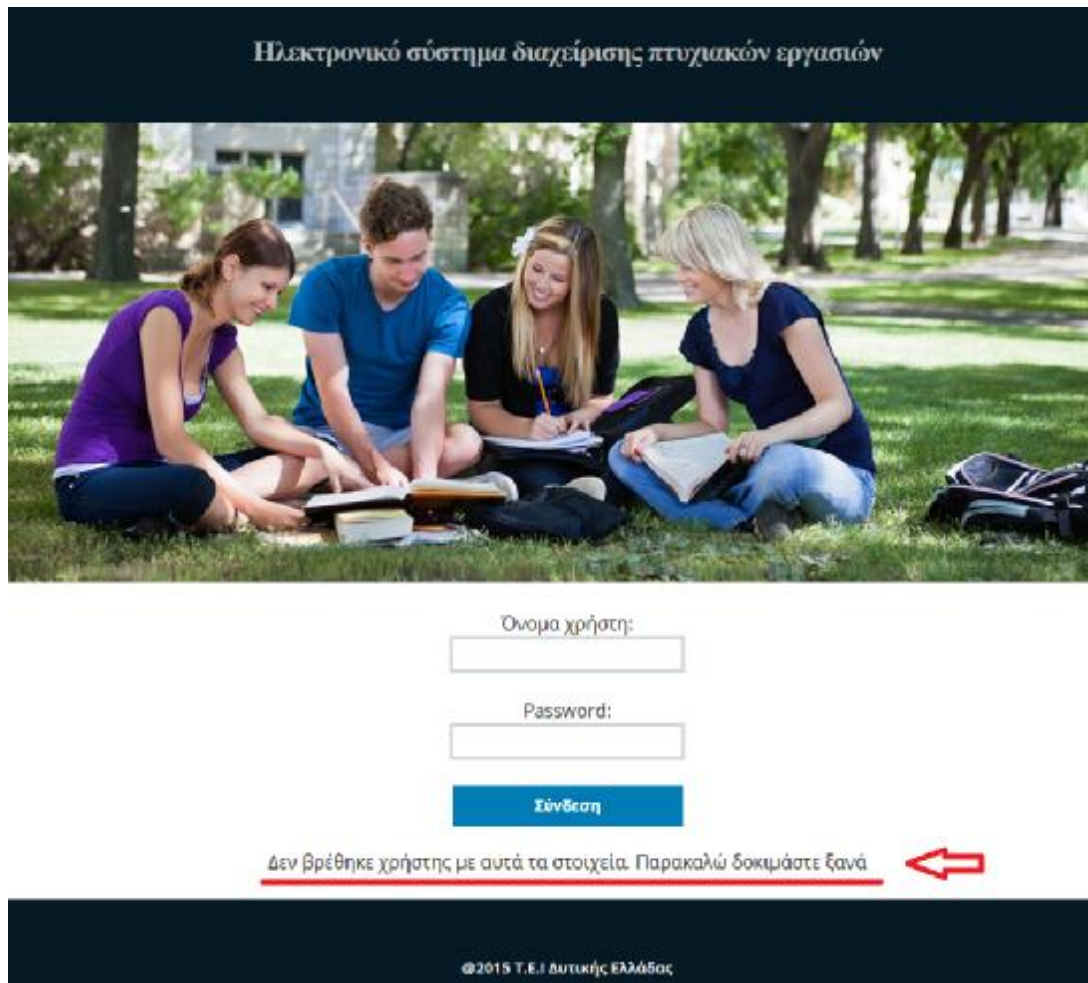 Ηλεκτρονικό σύστημα διαχείρισης πτυχιακών εργασιών
Όνομα χρήστη:
Password:
Σύνδεση
Δεν βρέθηκε χρήστης με αυτά τα στοιχεία. Παρακαλώ δοκιμάστε ξανά
@2015 Τ.Ε.Ι Δυτικής Ελλάδας